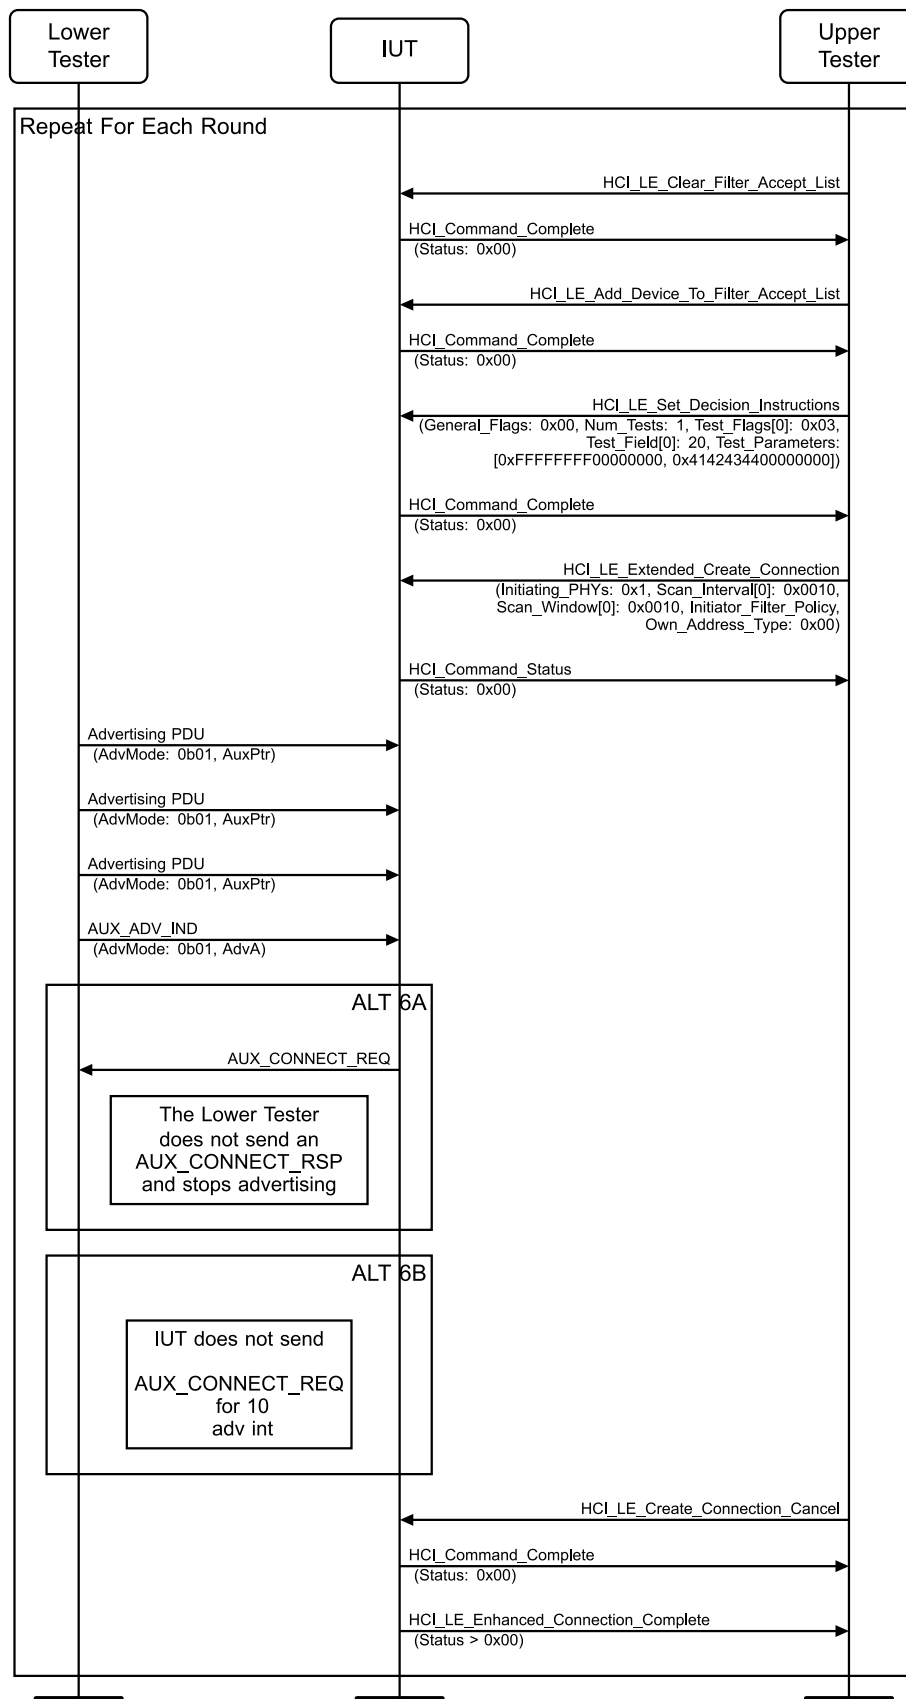 Lower
Tester
IUT
Upper
Tester
Repeat For Each Round
HCI_LE_Clear_Filter_Accept_List
HCI_Command_Complete
(Status: 0x00)
HCI_LE_Add_Device_To_Filter_Accept_List
HCI_Command_Complete
(Status: 0x00)
HCI_LE_Set_Decision_Instructions
(General_Flags: 0x00, Num_Tests: 1, Test_Flags[0]: 0x03,
Test_Field[0]: 20, Test_Parameters:
[0xFFFFFFFF00000000, 0x4142434400000000])
HCI_Command_Complete
(Status: 0x00)
HCI_LE_Extended_Create_Connection
(Initiating_PHYs: 0x1, Scan_Interval[0]: 0x0010,
Scan_Window[0]: 0x0010, Initiator_Filter_Policy,
Own_Address_Type: 0x00)
HCI_Command_Status
(Status: 0x00)
Advertising PDU
(AdvMode: 0b01, AuxPtr)
Advertising PDU
(AdvMode: 0b01, AuxPtr)
Advertising PDU
(AdvMode: 0b01, AuxPtr)
AUX_ADV_IND
(AdvMode: 0b01, AdvA)
ALT 6A
AUX_CONNECT_REQ
The Lower Tester
does not send an
AUX_CONNECT_RSP
and stops advertising
ALT 6B
IUT does not send
AUX_CONNECT_REQ
for 10
adv int
HCI_LE_Create_Connection_Cancel
HCI_Command_Complete
(Status: 0x00)
HCI_LE_Enhanced_Connection_Complete
(Status > 0x00)